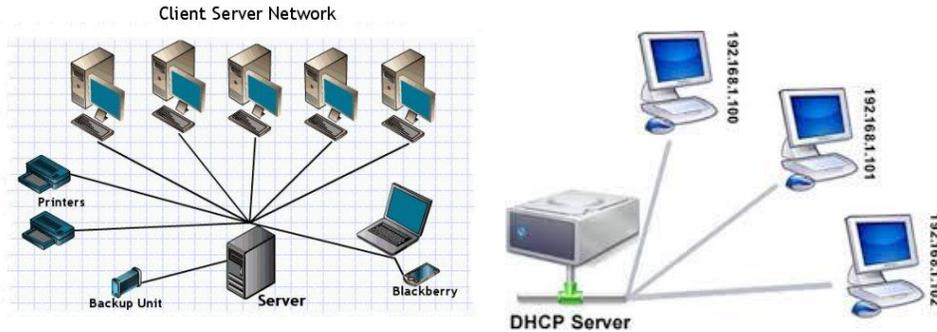 Client Server Network
Printers
Backup Unit
Server
Blackberry
192.168.1.100
192.168.1.101
192.168.1.102
DHCP Server